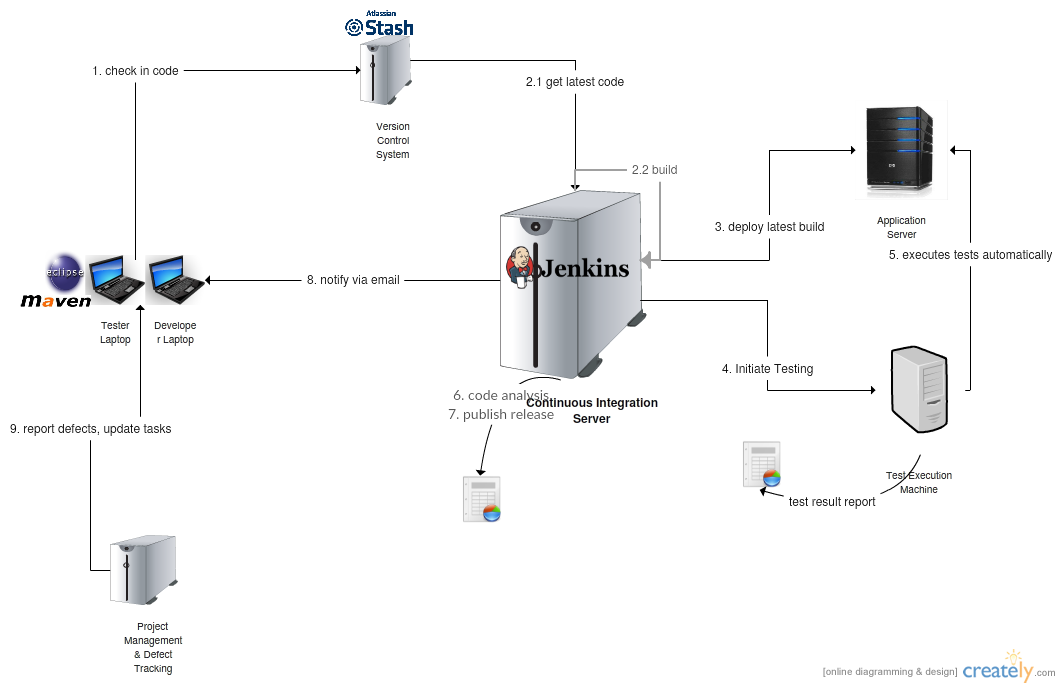 Atlassian
Stash
1. check in code
2.1 get latest code
Version
Control
System
2.2 build
3. deploy latest build
Application
Server
5. executes tests automatically
eclipse
maven
Jenkins
8. notify via email
Tester
Laptop
Develope
r Laptop
4. Initiate Testing
6. code analysis
7. publish release
Continuous Integration
Server
9. report defects, update tasks
Test Execution
Machine
test result report
Project
Management
& Defect
Tracking
[online diagramming & design] creately.com